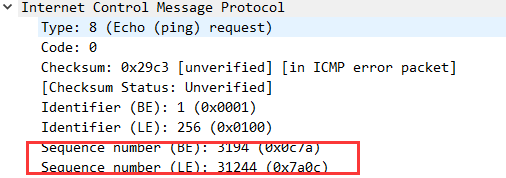 Internet Control Message Protocol
Type: 8 (Echo (ping) request)
Code: 0
Checksum: 0x29c3 [unverified] [in ICMP error packet]
[Checksum Status: Unverified]
Identifier (BE): 1 (0x0001)
Identifier (LE): 256 (0x0100)
Sequence number (BE): 3194 (0x0c7a)
Sequence number (LE): 31244 (0x7a0c)